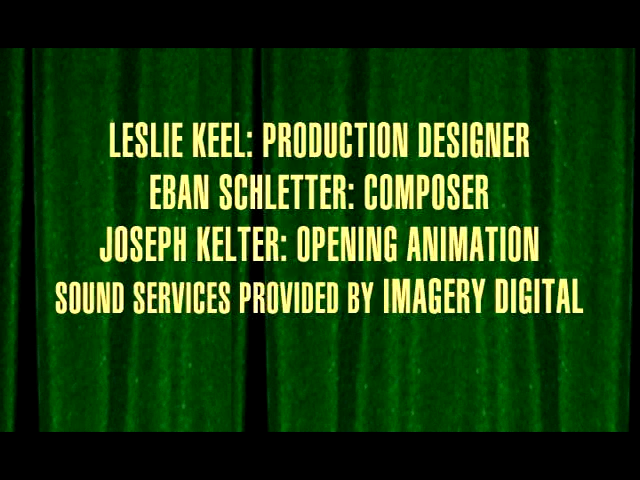 LESLIE KEEL: PRODUCTION DESIGNER
EBAN SCHLETTER: COMPOSER
JOSEPH KELTER: OPENING ANIMATION
SOUND SERVICES PROVIDED BY IMAGERY DIGITAL